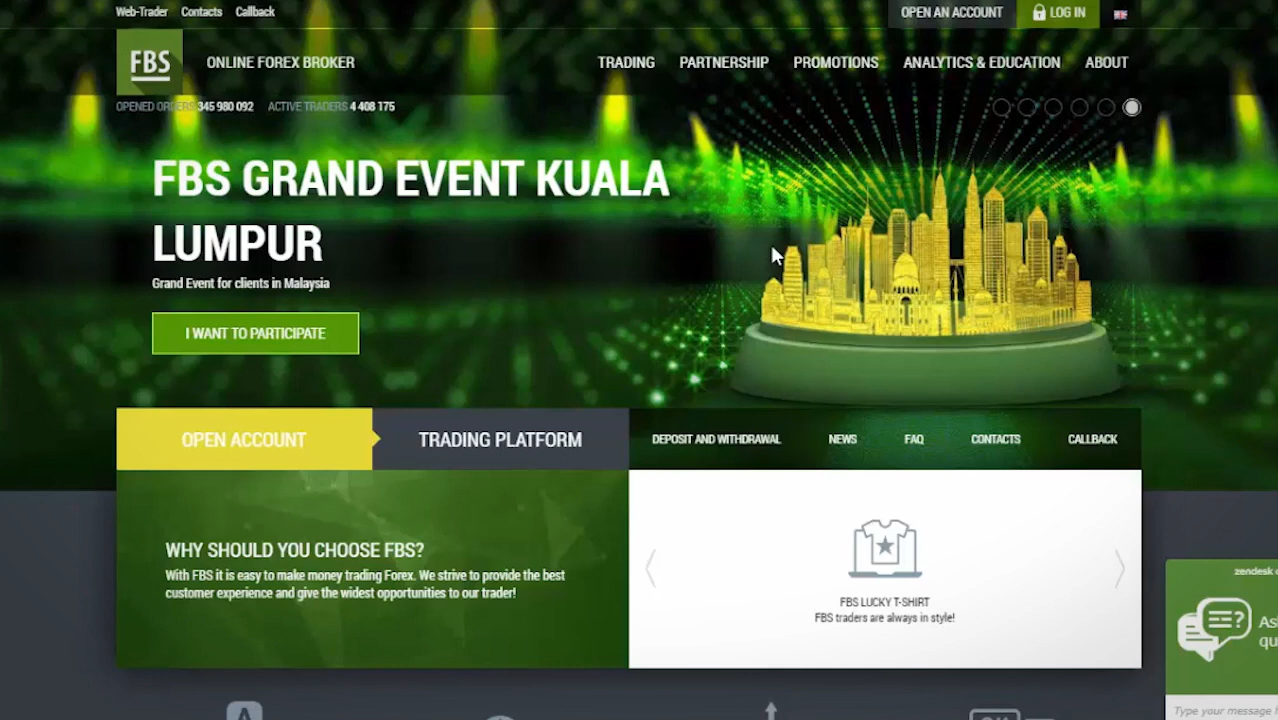 Web-Trader Contacts Callback
OPEN AN ACCOUNT LOG IN
FBS ONLINE FOREX BROKER
TRADING PARTNERSHIP PROMOTIONS ANALYTICS & EDUCATION ABOUT
OPENED ORDERS 345 980 092 ACTIVE TRADERS 4 408 175
FBS GRAND EVENT KUALA
LUMPUR
Grand Event for clients in Malaysia
I WANT TO PARTICIPATE
OPEN ACCOUNT TRADING PLATFORM
DEPOSIT AND WITHDRAWAL NEWS FAQ CONTACTS CALLBACK
WHY SHOULD YOU CHOOSE FBS?
With FBS it is easy to make money trading Forex. We strive to provide the best
customer experience and give the widest opportunities to our trader!
FBS LUCKY T-SHIRT
FBS traders are always in style!
zendesk
As
qu
Type your message
A